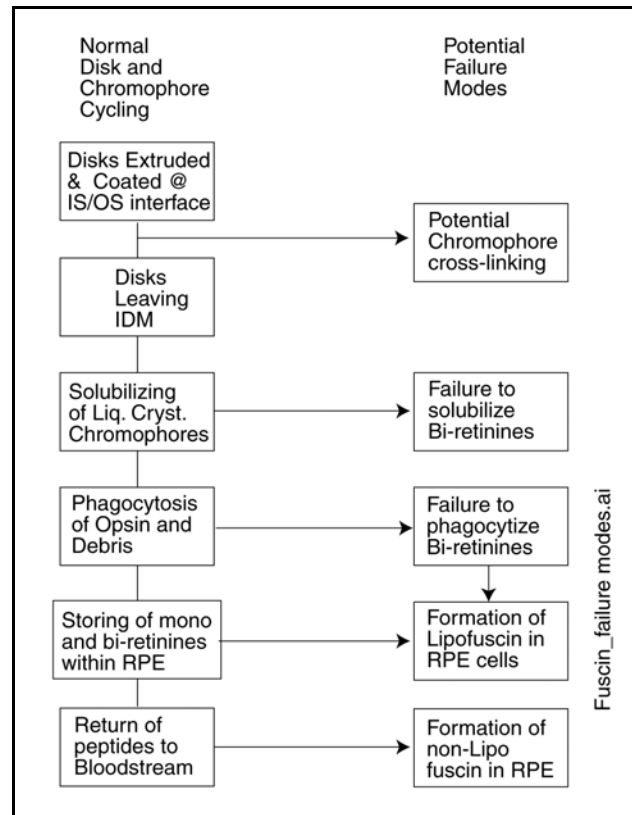 Normal
Disk and
Chromophore
Cycling
Potential
Failure
Modes
Disks Extruded
& Coated @
IS/OS interface
Potential
Chromophore
cross-linking
Disks
Leaving
IDM
Solubilizing
of Liq. Cryst.
Chromophores
Failure to
solubilize
Bi-retinines
Phagocytosis
of Opsin and
Debris
Failure to
phagocytize
Bi-retinines
Storing of mono
and bi-retinines
within RPE
Formation of
Lipofuscin in
RPE cells
Return of
peptides to
Bloodstream
Formation of
non-Lipo
fuscin in RPE
Fuscin_failure modes.ai